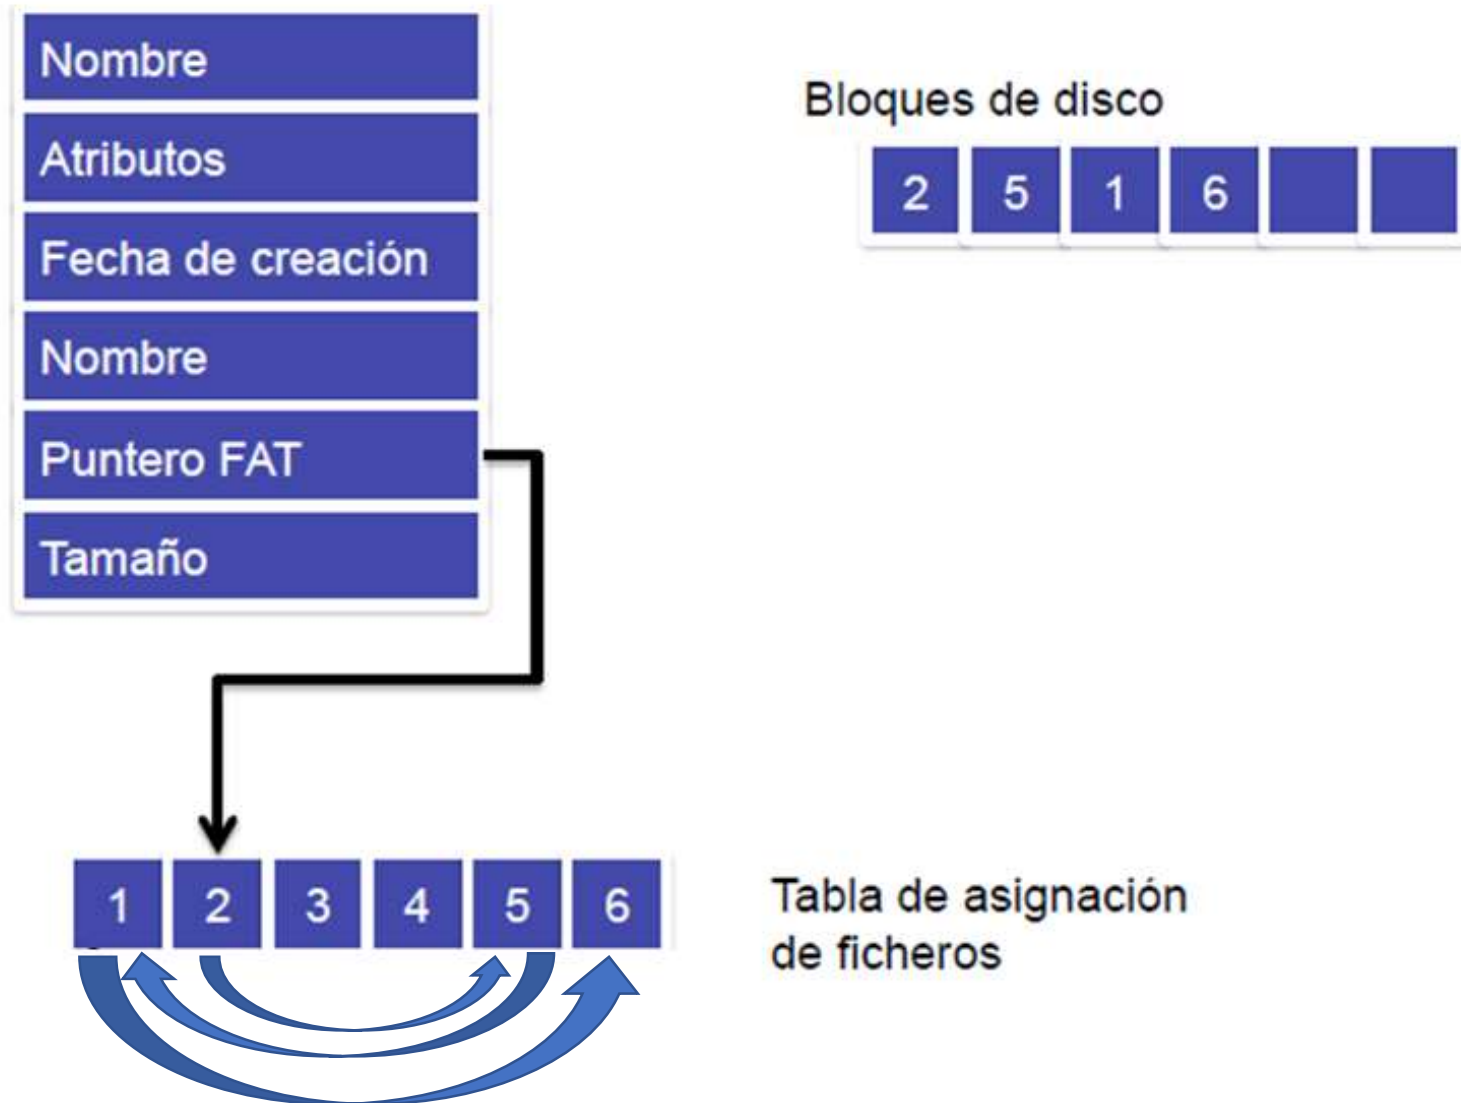 Nombre
Atributos
Fecha de creación
Nombre
Puntero FAT
Tamaño
Bloques de disco
2 5 1 6
1 2 3 4 5 6
Tabla de asignación
de ficheros